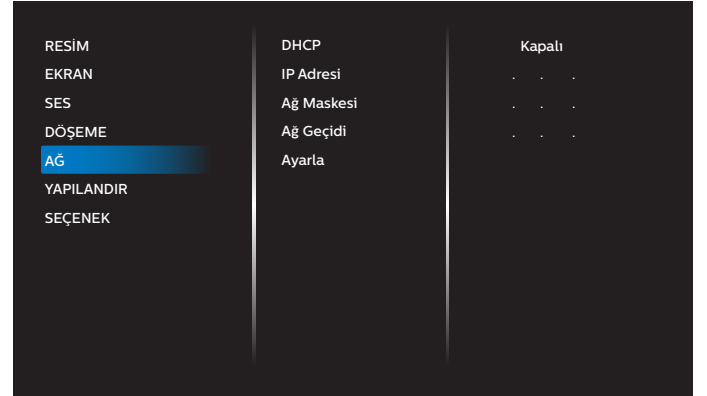 RESİM
EKRAN
SES
DÖŞEME
AĞ
YAPILANDIR
SEÇENEK
DHCP Kapalı
IP Adresi . . .
Ağ Maskesi . . .
Ağ Geçidi . . .
Ayarla